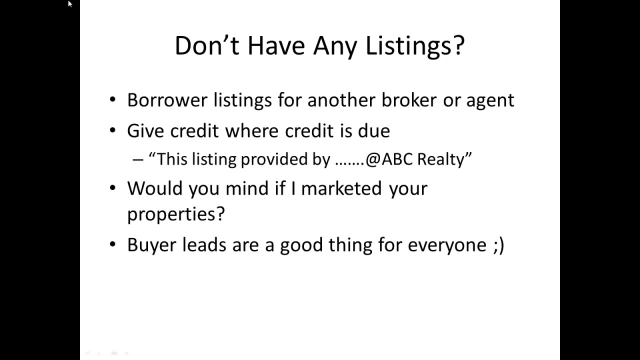 Don’t Have Any Listings?
• Borrower listings for another broker or agent
• Give credit where credit is due
– “This listing provided by …….@ABC Realty”
• Would you mind if I marketed your
properties?
• Buyer leads are a good thing for everyone ;)